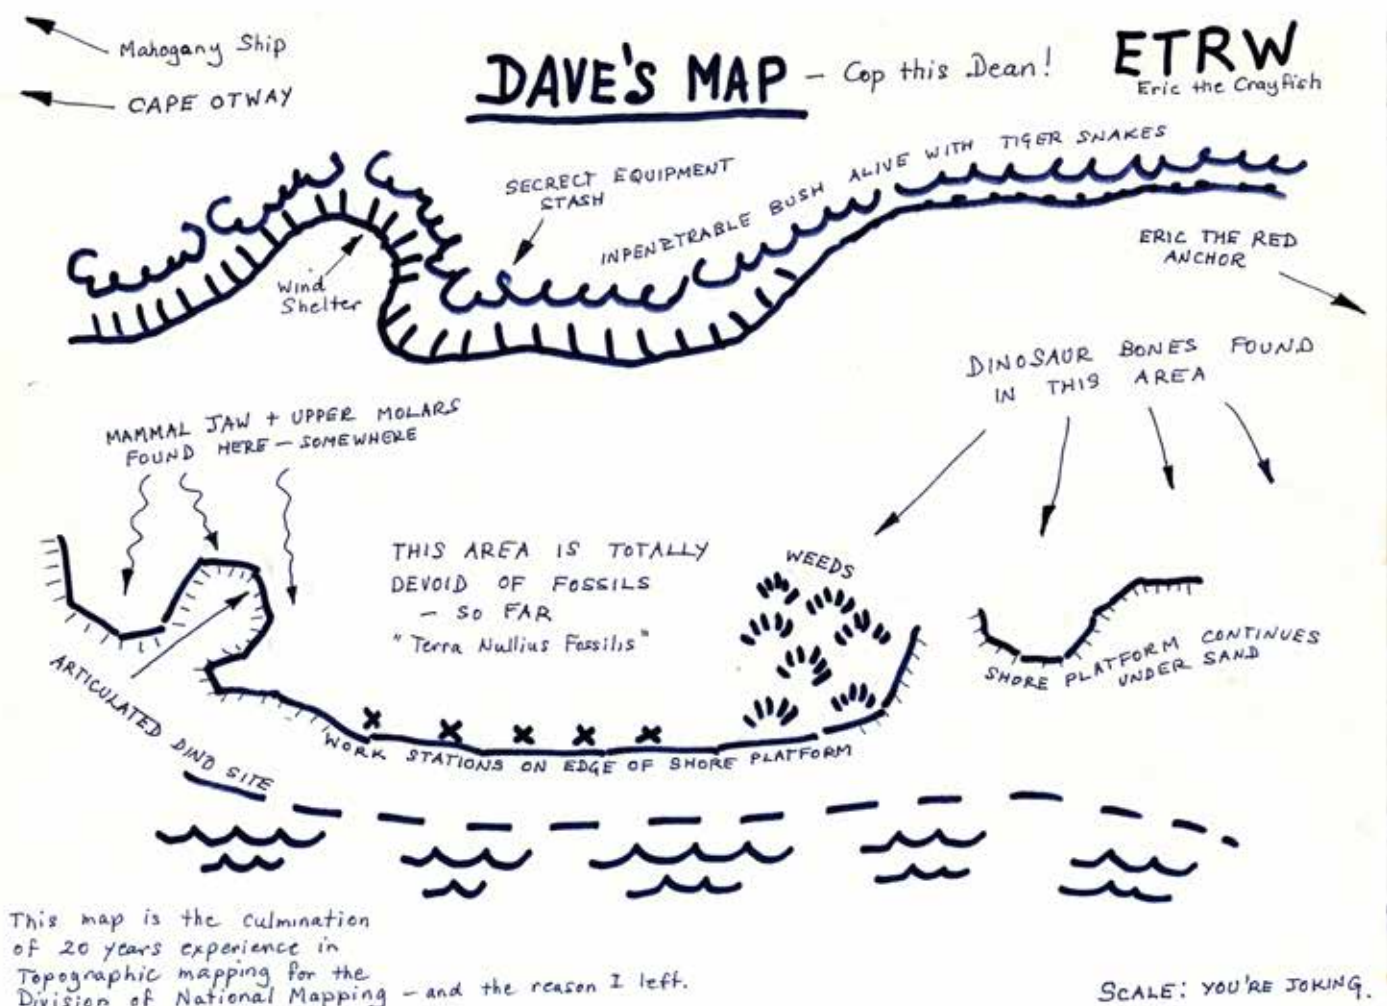 Mahogany Ship
CAPE OTWAY
DAVE'S MAP - Cop this Dean!
ETRW
Eric the Crayfish
SECRECT EQUIPMENT
STASH
INPENETRABLE BUSH ALIVE WITH TIGER SNAKES
Wind
Shelter
ERIC THE RED
ANCHOR
DINOSAUR BONES FOUND
IN THIS AREA
MAMMAL JAW + UPPER MOLARS
FOUND HERE - SOMEWHERE
THIS AREA IS TOTALLY
DEVOID OF FOSSILS
- SO FAR
"Terra Nullius Fossilis"
WEEDS
SHORE PLATFORM CONTINUES
UNDER SAND
ARTICULATED DINO SITE
WORK STATIONS ON EDGE OF SHORE PLATFORM
This map is the culmination
of 20 years experience in
Topographic mapping for the
Division of National Mapping - and the reason I left.
SCALE: YOU'RE JOKING.